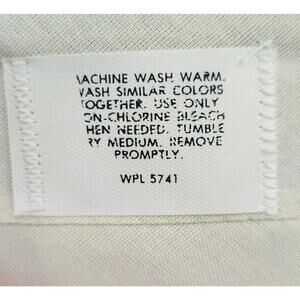 ACHINE WASH WARM.
WASH SIMILAR COLORS
TOGETHER. USE ONLY
ON-CHLORINE BLEACH
HEN NEEDED. TUMBLE
RY MEDIUM. REMOVE
PROMPTLY.
WPL 5741